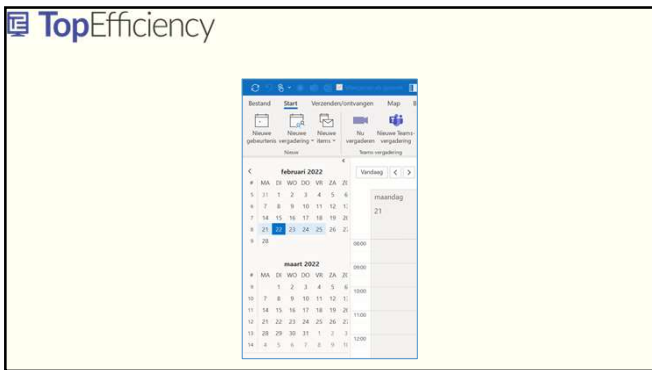 TopEfficiency
Bestand Start Verzenden/ontvangen Map B
Nieuwe gebeurtenis
Nieuwe vergadering
Nieuwe items
Nu vergaderen
Nieuwe Teams-vergadering
Nieuw
Teams-vergadering
februari 2022
# MA DI WO DO VR ZA
5 31 1 2 3 4 5 6
6 7 8 9 10 11 12
7 14 15 16 17 18 19
8 21 22 23 24 25 26
9 28
maart 2022
# MA DI WO DO VR ZA
9 1 2 3 4 5 6
10 7 8 9 10 11 12
11 14 15 16 17 18 19
12 21 22 23 24 25 26
13 28 29 30 31 1 2 3
14 4 5 6 7 8 9
Vandaag
maandag
21
08:00
09:00
10:00
11:00
12:00